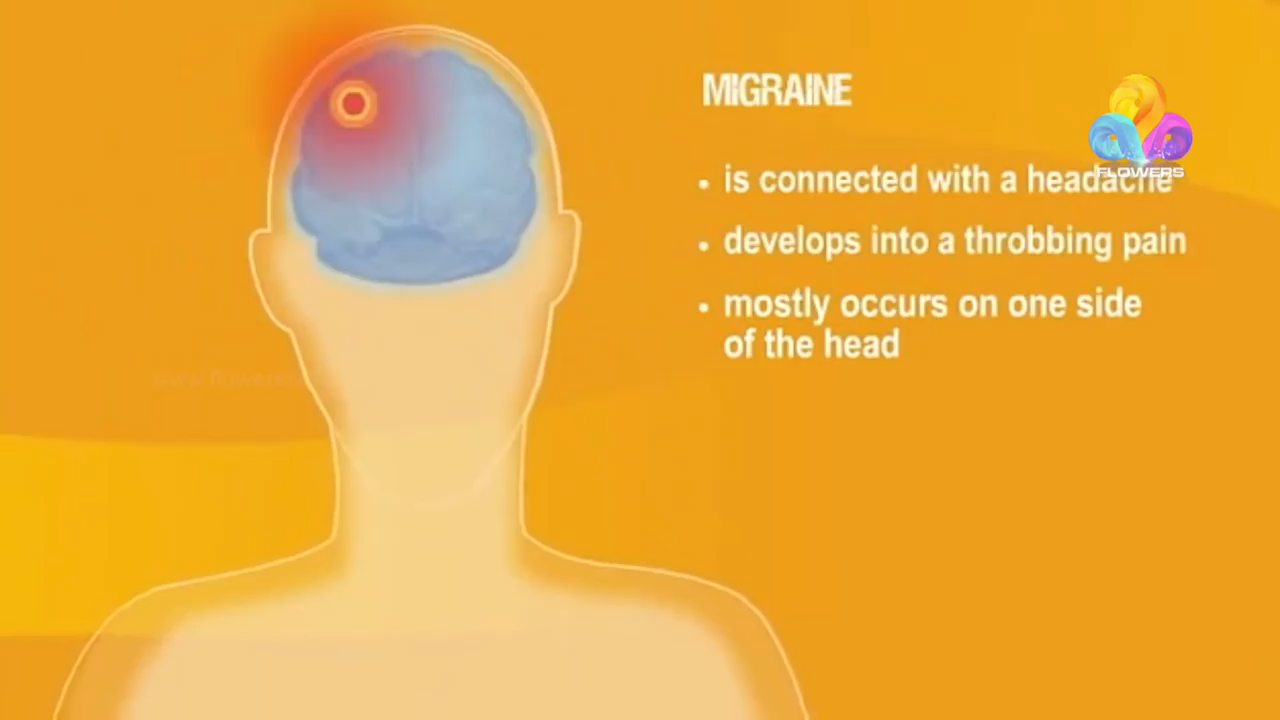 MIGRAINE
FLOWERS
• is connected with a headache
• develops into a throbbing pain
• mostly occurs on one side
of the head